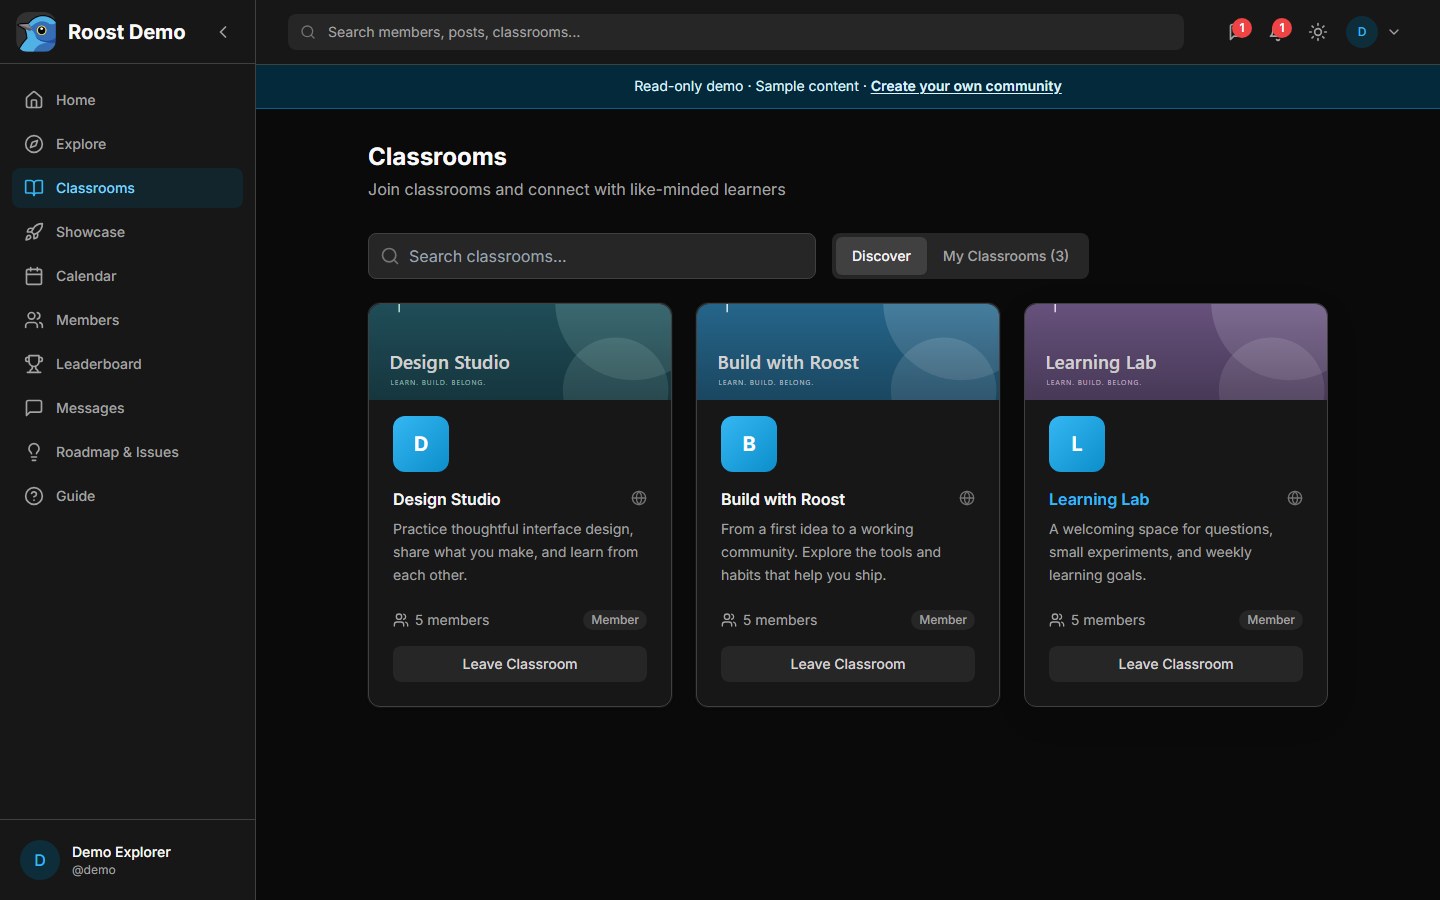 Roost Demo
Search members, posts, classrooms...
1
1
D
Home
Explore
Classrooms
Showcase
Calendar
Members
Leaderboard
Messages
Roadmap & Issues
Guide
Demo Explorer
@demo
D
Read-only demo · Sample content · Create your own community
Classrooms
Join classrooms and connect with like-minded learners
Search classrooms...
Discover
My Classrooms (3)
Design Studio
LEARN. BUILD. BELONG.
D
Design Studio
Practice thoughtful interface design,
share what you make, and learn from
each other.
5 members
Member
Leave Classroom
Build with Roost
LEARN. BUILD. BELONG.
B
Build with Roost
From a first idea to a working
community. Explore the tools and
habits that help you ship.
5 members
Member
Leave Classroom
Learning Lab
LEARN. BUILD. BELONG.
L
Learning Lab
A welcoming space for questions,
small experiments, and weekly
learning goals.
5 members
Member
Leave Classroom